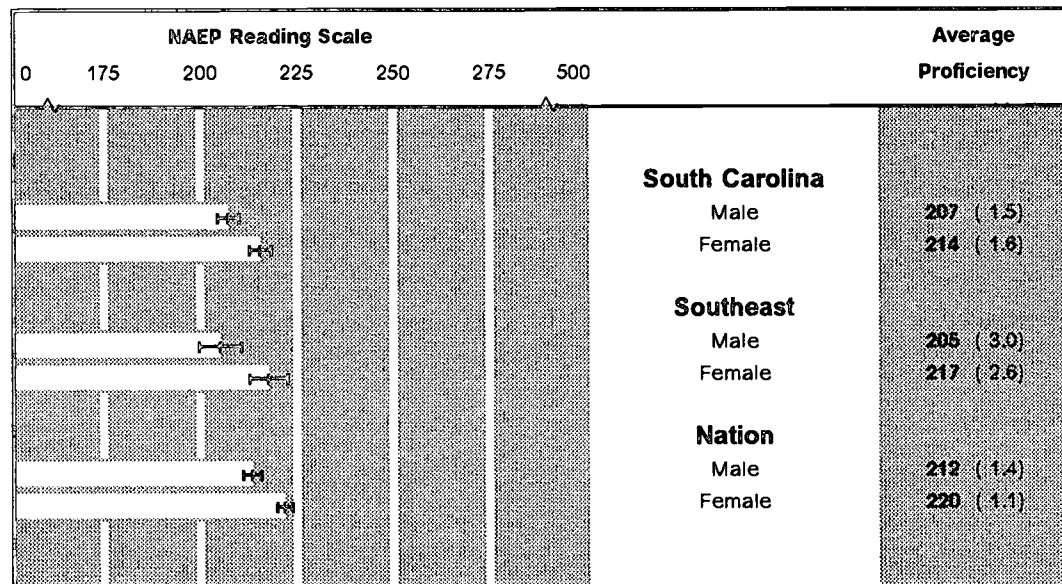 NAEP Reading Scale
Average
0 175 200 225 250 275 500
Proficiency
South Carolina
Male 207 ( 1.5)
Female 214 ( 1.6)
Southeast
Male 205 ( 3.0)
Female 217 ( 2.6)
Nation
Male 212 ( 1.4)
Female 220 ( 1.1)